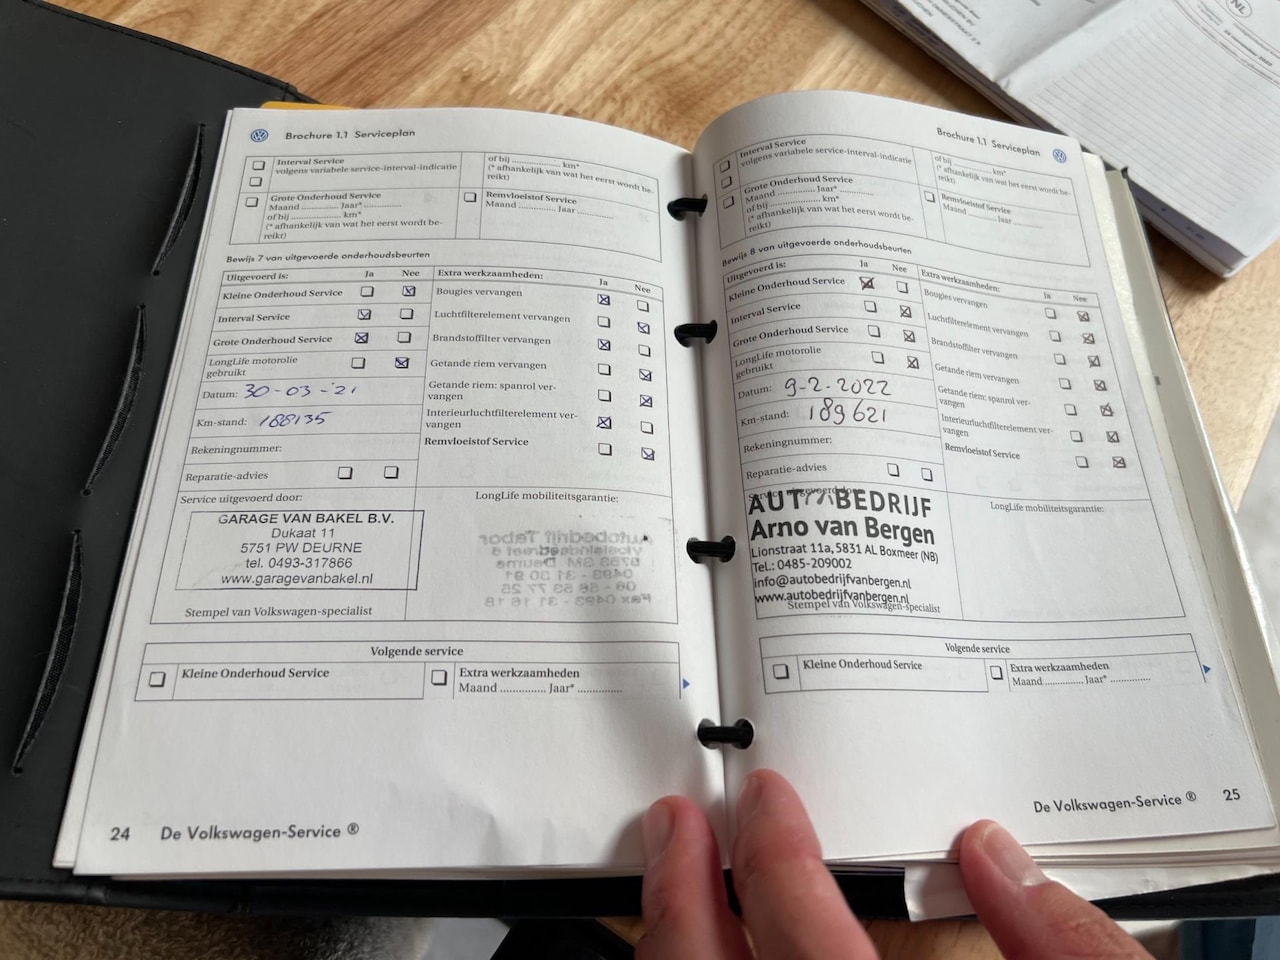 Brochure 1.1 Serviceplan
Interval Service
volgens variabele service-interval-indicatie
Grote Onderhoud Service
Maand .............. Jaar* ..............
of bij ........................ km*
(* afhankelijk van wat het eerst wordt be-
reikt)
of bij ................... km*
(* afhankelijk van wat het eerst wordt be-
reikt)
Remvloeistof Service
Maand ............. Jaar .............
Bewijs 7 van uitgevoerde onderhoudsbeurten
Uitgevoerd is: Ja Nee
Kleine Onderhoud Service
Interval Service
Grote Onderhoud Service
LongLife motorolie
gebruikt
Datum: 30-03-'21
Km-stand: 188135
Rekeningnummer:
Reparatie-advies
Extra werkzaamheden: Ja Nee
Bougies vervangen
Luchtfilterelement vervangen
Brandstoffilter vervangen
Getande riem vervangen
Getande riem: spanrol ver-
vangen
Interieurluchtfilterelement ver-
vangen
Remvloeistof Service
Service uitgevoerd door:
GARAGE VAN BAKEL B.V.
Dukaat 11
5751 PW DEURNE
tel. 0493-317866
www.garagevanbakel.nl
Stempel van Volkswagen-specialist
LongLife mobiliteitsgarantie:
Volgende service
Kleine Onderhoud Service
Extra werkzaamheden
Maand .............. Jaar* ..............
24 De Volkswagen-Service ®
Brochure 1.1 Serviceplan
Interval Service
volgens variabele service-interval-indicatie
Grote Onderhoud Service
Maand .............. Jaar* ..............
of bij ........................ km*
(* afhankelijk van wat het eerst wordt be-
reikt)
of bij ................... km*
(* afhankelijk van wat het eerst wordt be-
reikt)
Remvloeistof Service
Maand ............. Jaar .............
Bewijs 8 van uitgevoerde onderhoudsbeurten
Uitgevoerd is: Ja Nee
Kleine Onderhoud Service
Interval Service
Grote Onderhoud Service
LongLife motorolie
gebruikt
Datum: 9-2-2022
Km-stand: 189621
Rekeningnummer:
Reparatie-advies
Extra werkzaamheden: Ja Nee
Bougies vervangen
Luchtfilterelement vervangen
Brandstoffilter vervangen
Getande riem vervangen
Getande riem: spanrol ver-
vangen
Interieurluchtfilterelement ver-
vangen
Remvloeistof Service
Service uitgevoerd door:
AUTOBEDRIJF
Arno van Bergen
Lionstraat 11a, 5831 AL Boxmeer (NB)
Tel.: 0485-209002
info@autobedrijfvanbergen.nl
www.autobedrijfvanbergen.nl
Stempel van Volkswagen-specialist
LongLife mobiliteitsgarantie:
Volgende service
Kleine Onderhoud Service
Extra werkzaamheden
Maand .............. Jaar* ..............
De Volkswagen-Service ® 25
NL